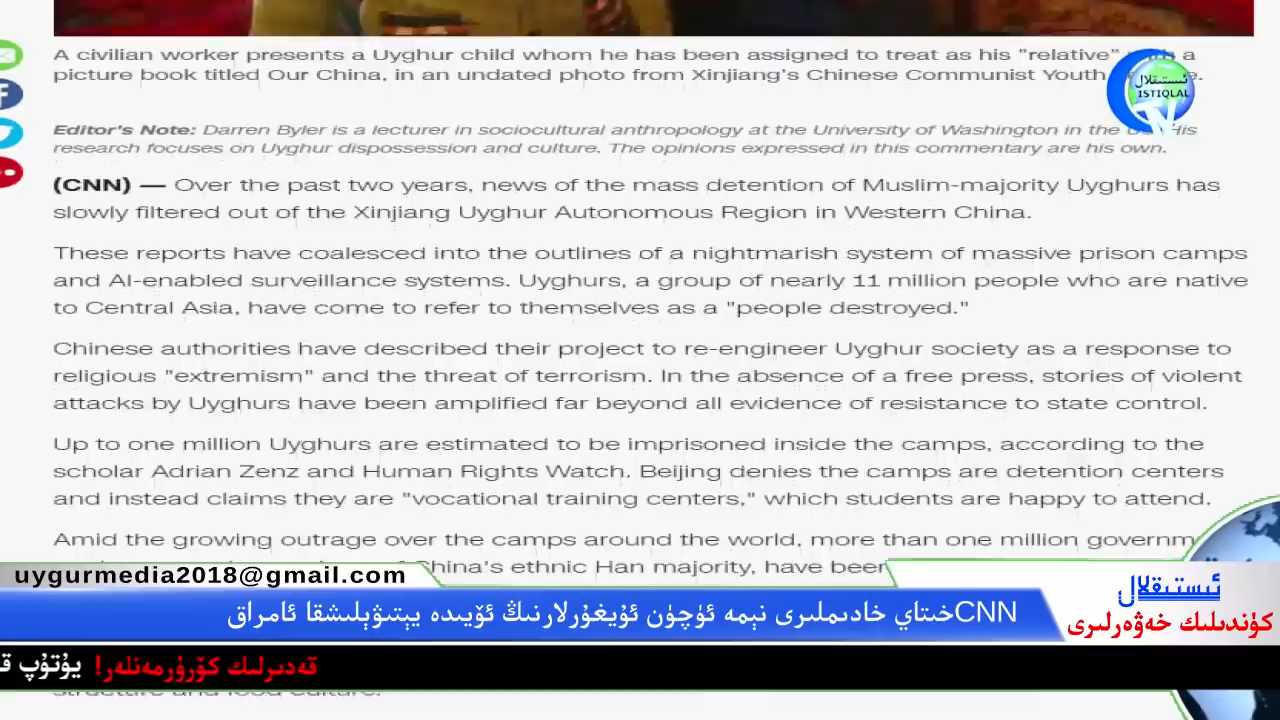 A civilian worker presents a Uyghur child whom he has been assigned to treat as his "relative" a
picture book titled Our China, in an undated photo from Xinjiang's Chinese Communist Youth
ئىستىقلال
ISTIQLAL
Editor's Note: Darren Byler is a lecturer in sociocultural anthropology at the University of Washington in the His
research focuses on Uyghur dispossession and culture. The opinions expressed in this commentary are his own.
(CNN) — Over the past two years, news of the mass detention of Muslim-majority Uyghurs has
slowly filtered out of the Xinjiang Uyghur Autonomous Region in Western China.
These reports have coalesced into the outlines of a nightmarish system of massive prison camps
and AI-enabled surveillance systems. Uyghurs, a group of nearly 11 million people who are native
to Central Asia, have come to refer to themselves as a "people destroyed."
Chinese authorities have described their project to re-engineer Uyghur society as a response to
religious "extremism" and the threat of terrorism. In the absence of a free press, stories of violent
attacks by Uyghurs have been amplified far beyond all evidence of resistance to state control.
Up to one million Uyghurs are estimated to be imprisoned inside the camps, according to the
scholar Adrian Zenz and Human Rights Watch. Beijing denies the camps are detention centers
and instead claims they are "vocational training centers," which students are happy to attend.
Amid the growing outrage over the camps around the world, more than one million governm
China's ethnic Han majority, have been
uygurmedia2018@gmail.com
CNNخىتاي خادىملىرى نېمە ئۈچۈن ئۇيغۇرلارنىڭ ئۆيىدە يېتىۋېلىشقا ئامراق
ئىستىقلال
كۈندىلىك خەۋەرلىرى
قەدىرلىك كۆرۈرمەنلەر! يۇتۇپ ق
structure and food culture.